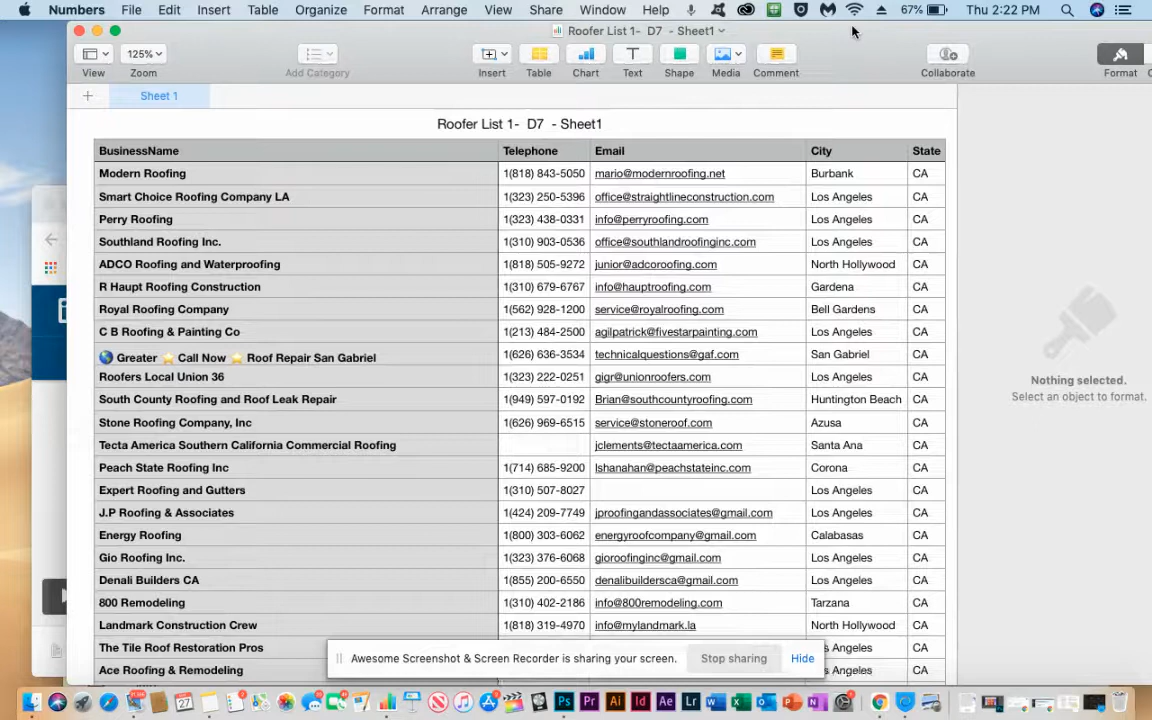 Numbers File Edit Insert Table Organize Format Arrange View Share Window Help 67% Thu 2:22 PM
Roofer List 1- D7 - Sheet1
125%
View Zoom Add Category Insert Table Chart Text Shape Media Comment Collaborate Format
Sheet 1
Roofer List 1- D7 - Sheet1
BusinessName Telephone Email City State
Modern Roofing 1(818) 843-5050 mario@modernroofing.net Burbank CA
Smart Choice Roofing Company LA 1(323) 250-5396 office@straightlineconstruction.com Los Angeles CA
Perry Roofing 1(323) 438-0331 info@perryroofing.com Los Angeles CA
Southland Roofing Inc. 1(310) 903-0536 office@southlandroofinginc.com Los Angeles CA
ADCO Roofing and Waterproofing 1(818) 505-9272 junior@adcoroofing.com North Hollywood CA
R Haupt Roofing Construction 1(310) 679-6767 info@hauptroofing.com Gardena CA
Royal Roofing Company 1(562) 928-1200 service@royalroofing.com Bell Gardens CA
C B Roofing & Painting Co 1(213) 484-2500 agilpatrick@fivestarpainting.com Los Angeles CA
🌎 Greater ⭐ Call Now ⭐ Roof Repair San Gabriel 1(626) 636-3534 technicalquestions@gaf.com San Gabriel CA
Roofers Local Union 36 1(323) 222-0251 gigr@unionroofers.com Los Angeles CA
South County Roofing and Roof Leak Repair 1(949) 597-0192 Brian@southcountyroofing.com Huntington Beach CA
Stone Roofing Company, Inc 1(626) 969-6515 service@stoneroof.com Azusa CA
Tecta America Southern California Commercial Roofing jclements@tectaamerica.com Santa Ana CA
Peach State Roofing Inc 1(714) 685-9200 lshanahan@peachstateinc.com Corona CA
Expert Roofing and Gutters 1(310) 507-8027 Los Angeles CA
J.P Roofing & Associates 1(424) 209-7749 jproofingandassociates@gmail.com Los Angeles CA
Energy Roofing 1(800) 303-6062 energyroofcompany@gmail.com Calabasas CA
Gio Roofing Inc. 1(323) 376-6068 gioroofinginc@gmail.com Los Angeles CA
Denali Builders CA 1(855) 200-6550 denalibuildersca@gmail.com Los Angeles CA
800 Remodeling 1(310) 402-2186 info@800remodeling.com Tarzana CA
Landmark Construction Crew 1(818) 319-4970 info@mylandmark.la North Hollywood CA
The Tile Roof Restoration Pros CA
Ace Roofing & Remodeling CA
Awesome Screenshot & Screen Recorder is sharing your screen. Stop sharing Hide
Nothing selected.
Select an object to format.